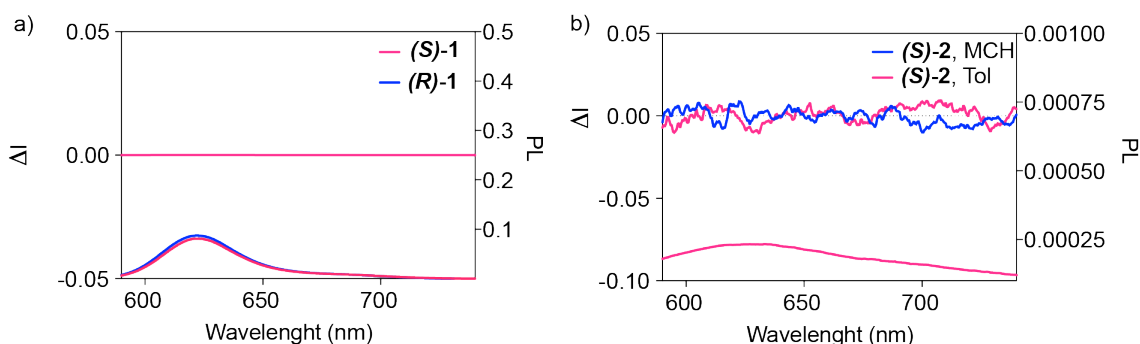 a)
0.05
0.00
-0.05
ΔI
0.5
0.4
0.3
0.2
0.1
PL
(S)-1
(R)-1
600
650
700
Wavelenght (nm)
b)
0.05
0.00
-0.05
-0.10
ΔI
0.00100
0.00075
0.00050
0.00025
PL
(S)-2, MCH
(S)-2, Tol
600
650
700
Wavelenght (nm)